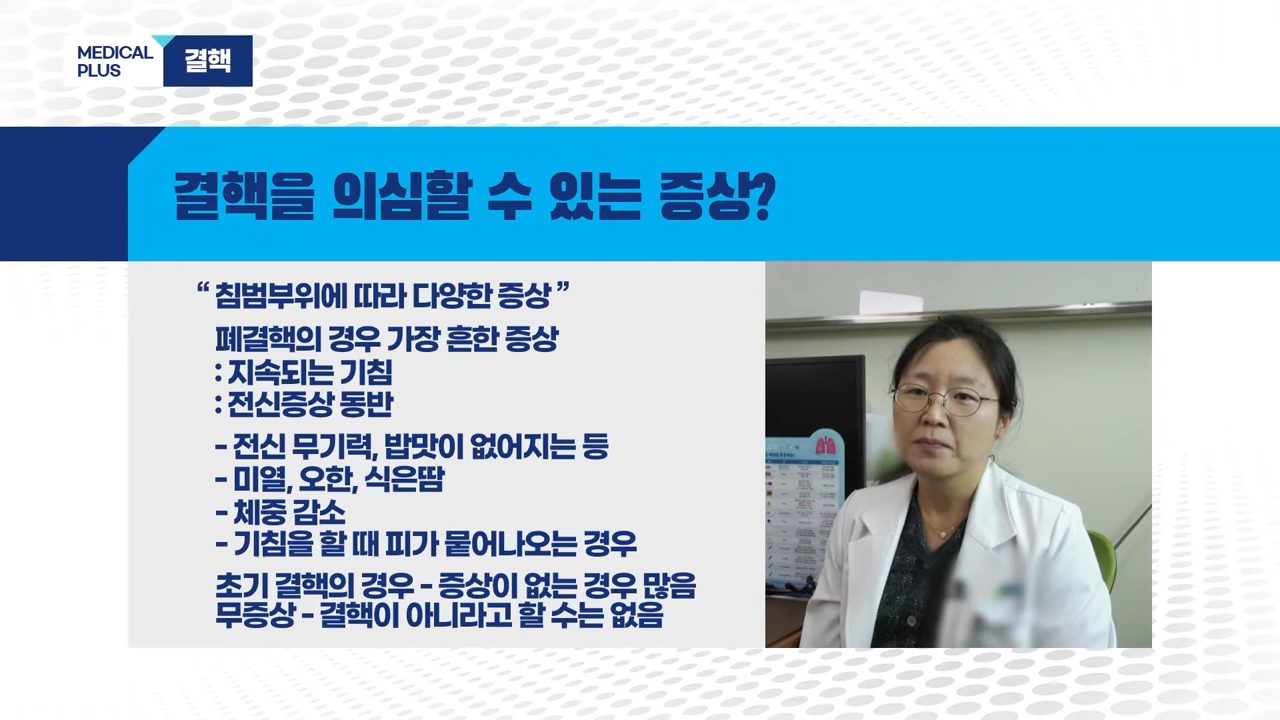 MEDICAL
PLUS
결핵
결핵을 의심할 수 있는 증상?
“ 침범부위에 따라 다양한 증상 ”
폐결핵의 경우 가장 흔한 증상
: 지속되는 기침
: 전신증상 동반
- 전신 무기력, 밥맛이 없어지는 등
- 미열, 오한, 식은땀
- 체중 감소
- 기침을 할 때 피가 뭍어나오는 경우
초기 결핵의 경우 - 증상이 없는 경우 많음
무증상 - 결핵이 아니라고 할 수는 없음